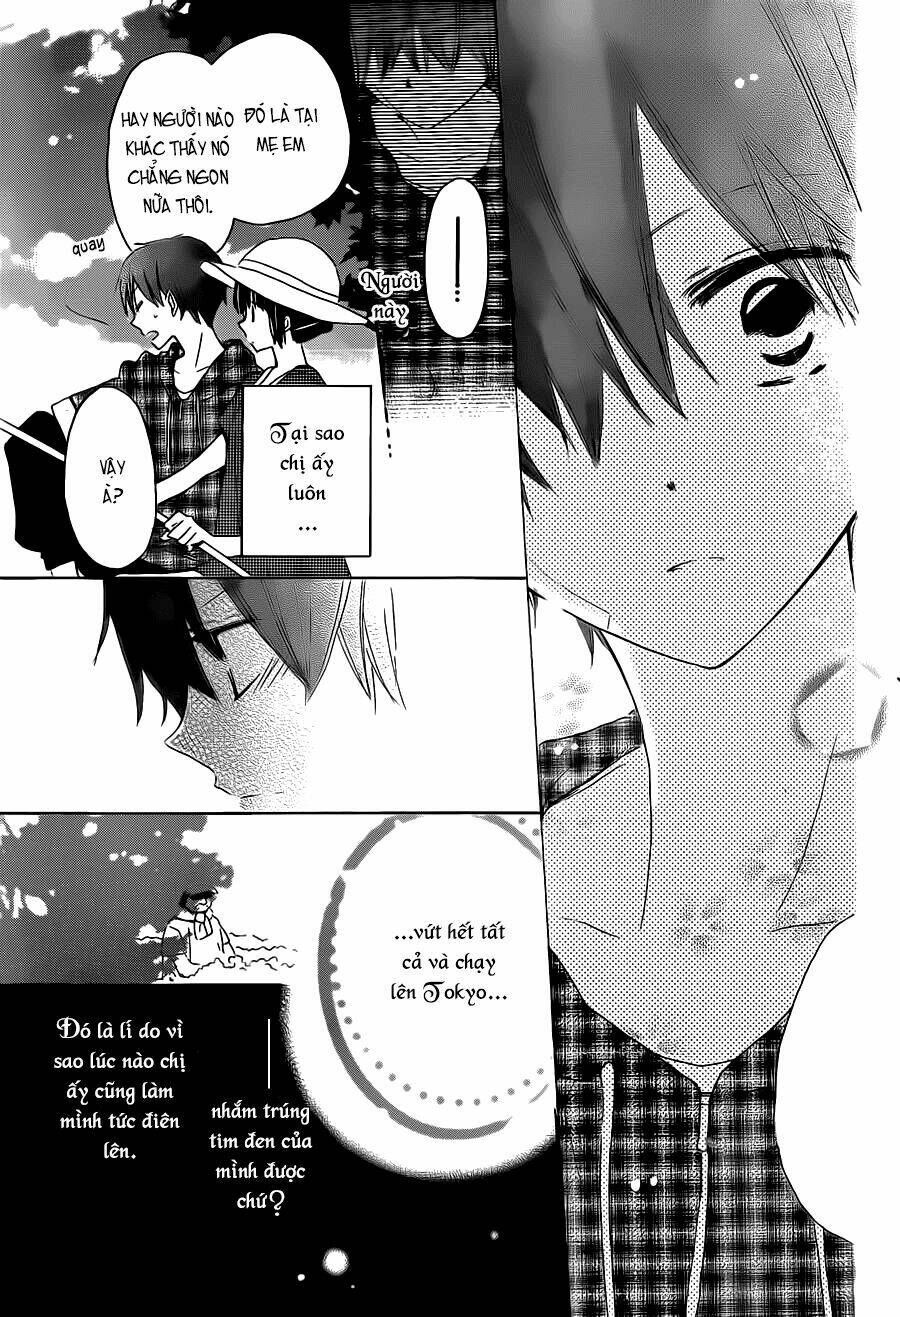 HAY NGƯỜI NÀO
KHÁC THẤY NÓ
CHẲNG NGON
NỮA THÔI.
ĐÓ LÀ TẠI
MẸ EM
quay
Người
này
Tại sao
chị ấy
luôn
...
VẬY
À?
...vứt hết tất
cả và chạy
lên Tokyo...
Đó là lí do vì
sao lúc nào chị
ấy cũng làm
mình tức điên
lên.
nhắm trúng
tim đen của
mình được
chứ?